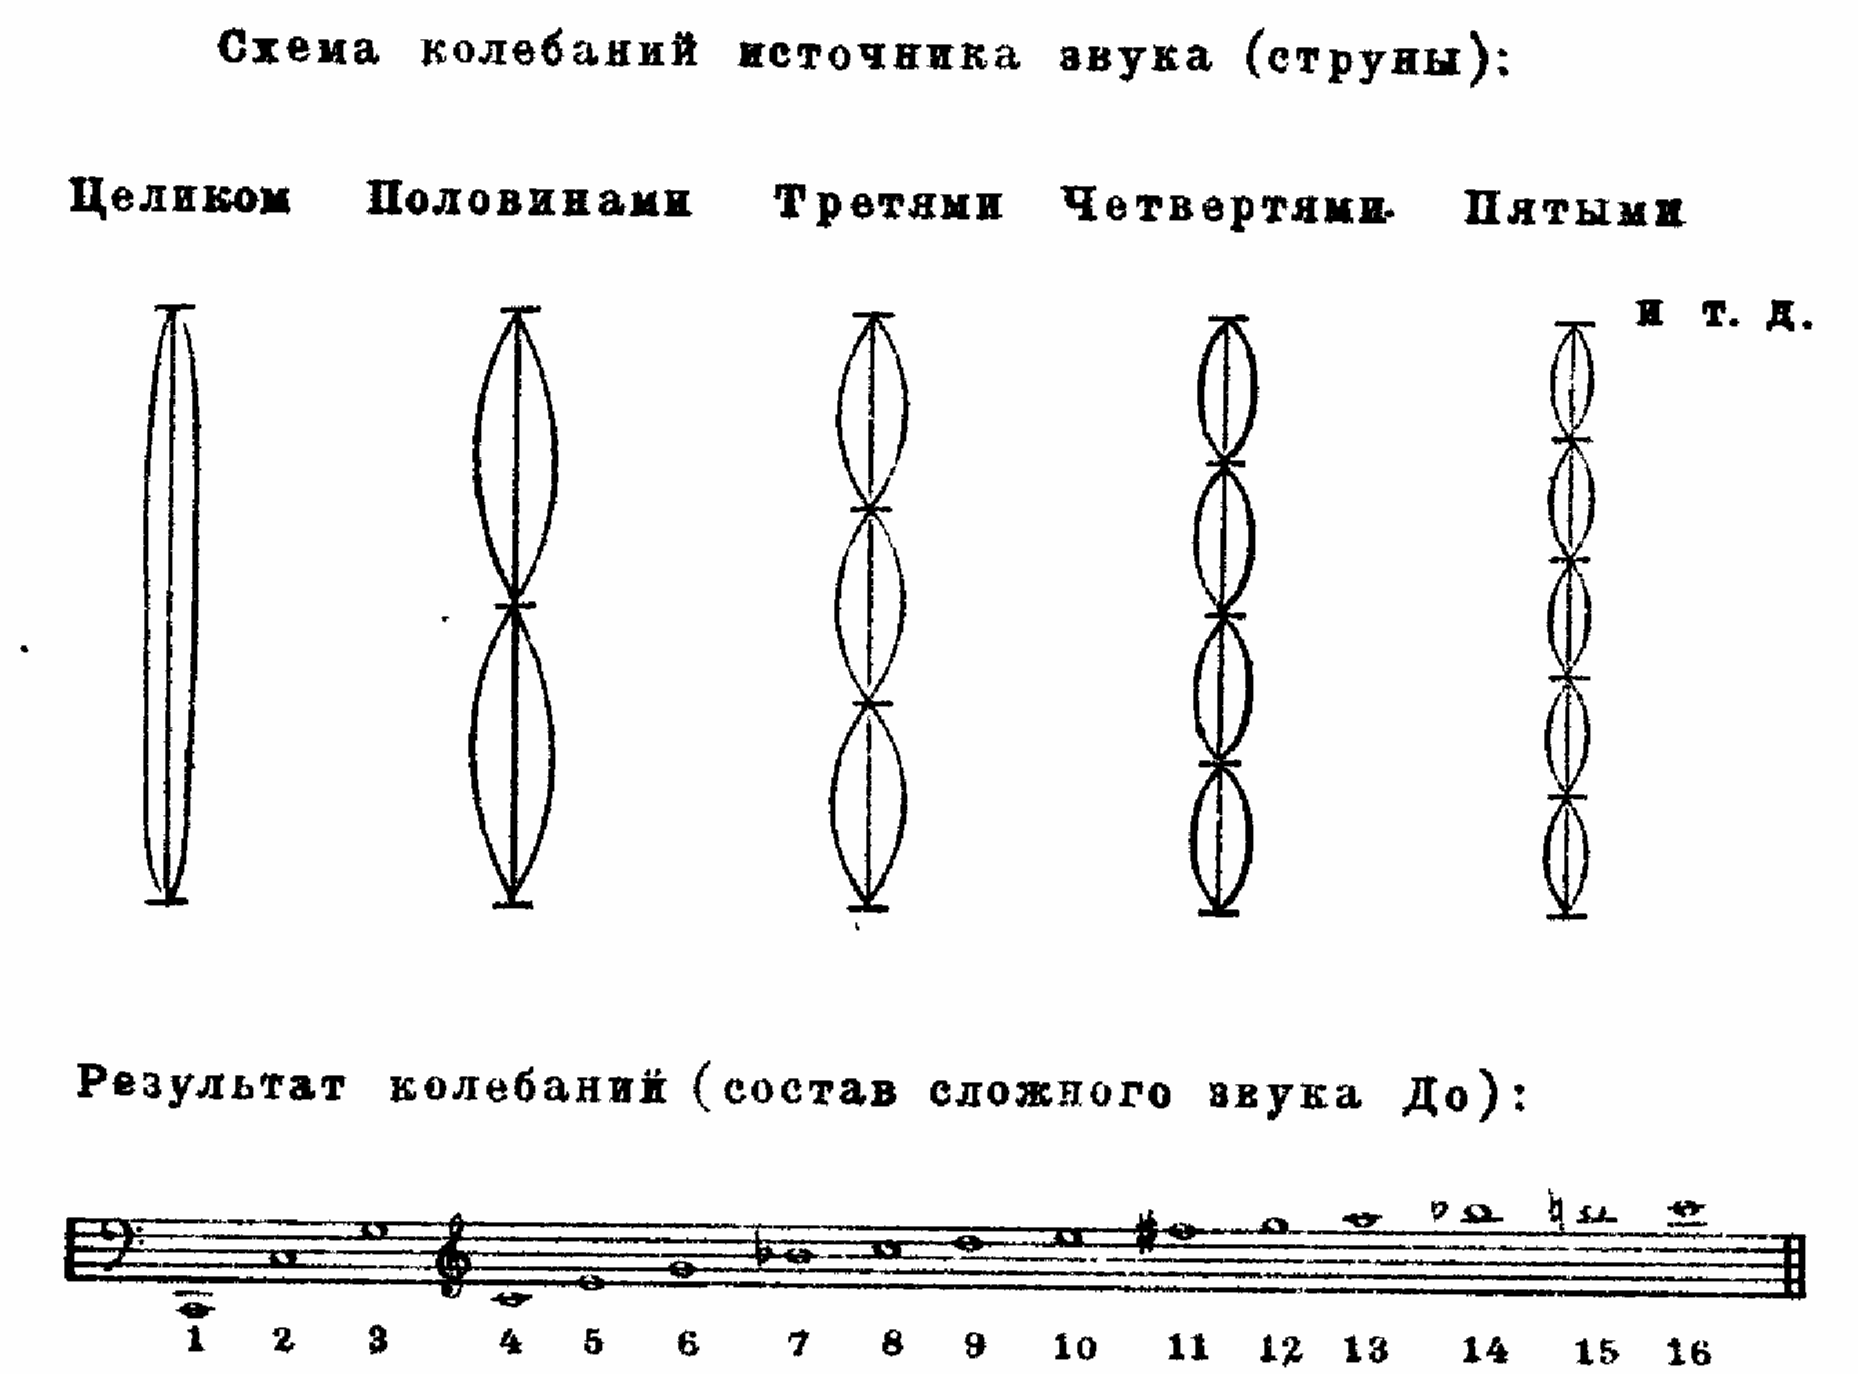 Схема колебаний источника звука (струны):
Целиком Половинами Третями Четвертями Пятыми
и т. д.
Результат колебаний (состав сложного звука До):
1 2 3 4 5 6 7 8 9 10 11 12 13 14 15 16